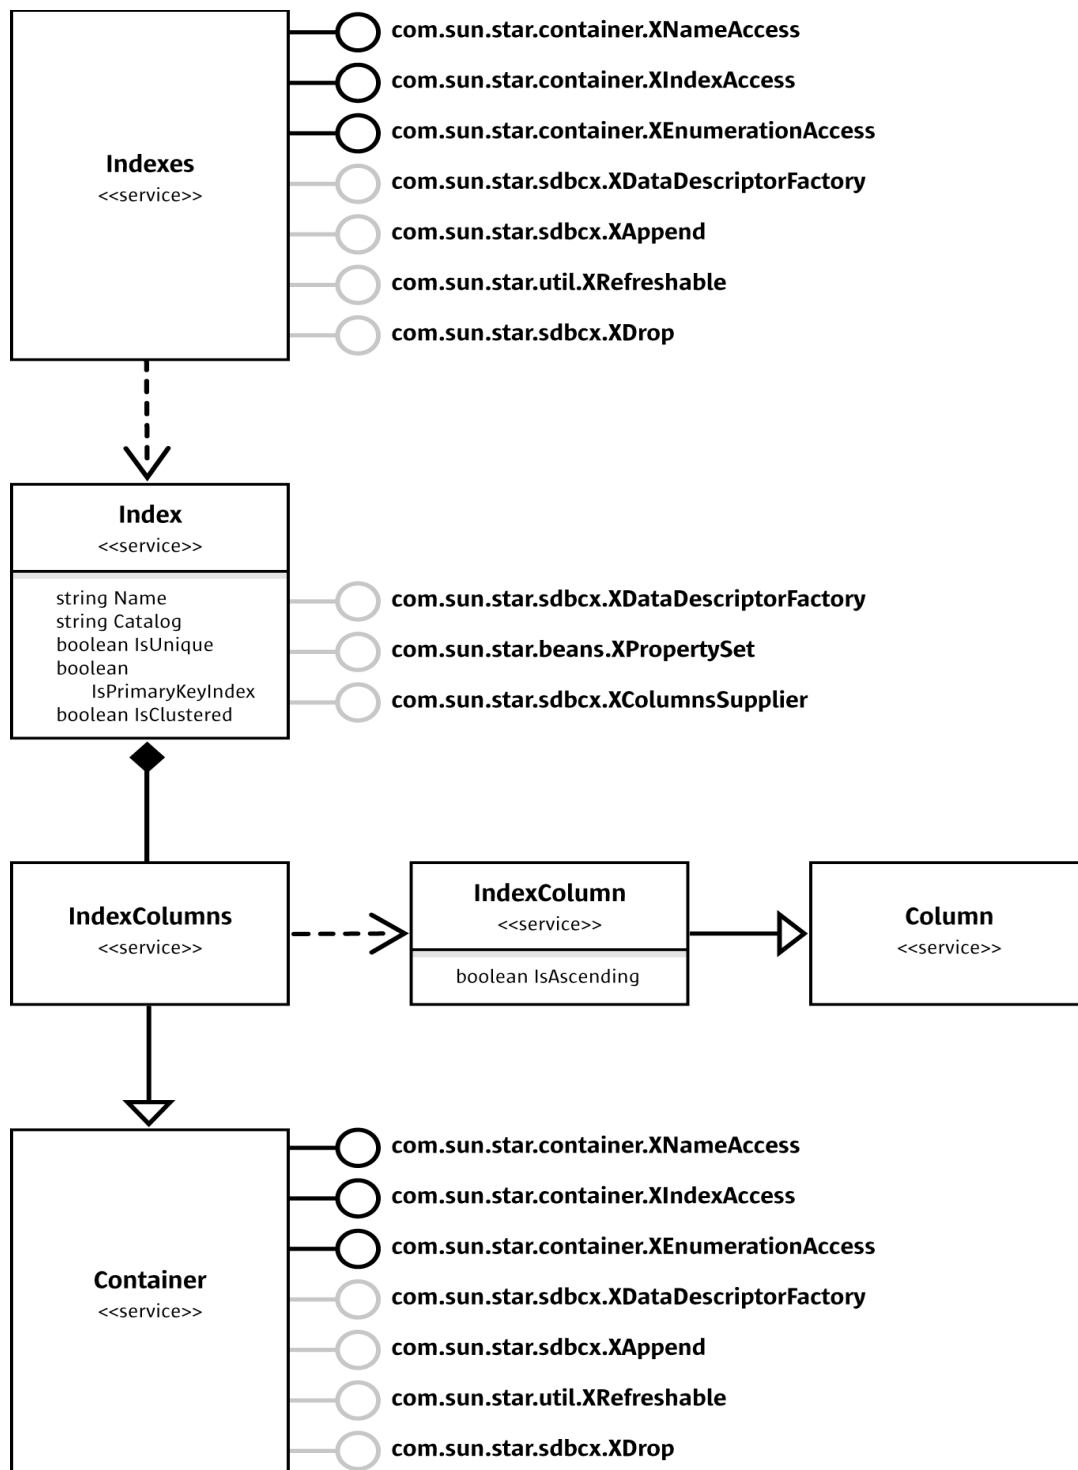 com.sun.star.container.XNameAccess
com.sun.star.container.XIndexAccess
com.sun.star.container.XEnumerationAccess
Indexes
<<service>>
com.sun.star.sdbcx.XDataDescriptorFactory
com.sun.star.sdbcx.XAppend
com.sun.star.util.XRefreshable
com.sun.star.sdbcx.XDrop
Index
<<service>>
string Name
string Catalog
boolean IsUnique
boolean
IsPrimaryKeyIndex
boolean IsClustered
com.sun.star.sdbcx.XDataDescriptorFactory
com.sun.star.beans.XPropertySet
com.sun.star.sdbcx.XColumnsSupplier
IndexColumns
<<service>>
IndexColumn
<<service>>
boolean IsAscending
Column
<<service>>
Container
<<service>>
com.sun.star.container.XNameAccess
com.sun.star.container.XIndexAccess
com.sun.star.container.XEnumerationAccess
com.sun.star.sdbcx.XDataDescriptorFactory
com.sun.star.sdbcx.XAppend
com.sun.star.util.XRefreshable
com.sun.star.sdbcx.XDrop